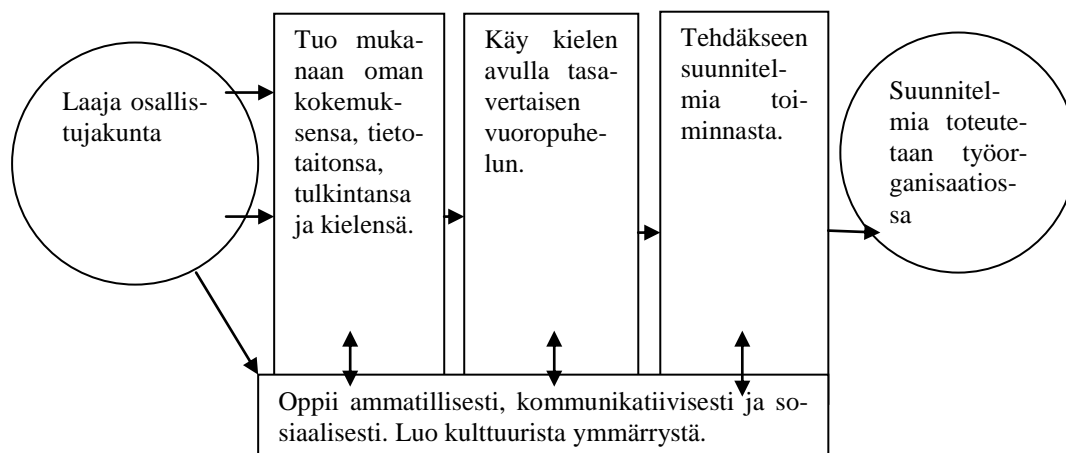 Laaja osallis-
tujakunta
Tuo muka-
naan oman
kokemuk-
sensa, tieto-
taitonsa,
tulkintansa
ja kielensä.
Käy kielen
avulla tasa-
vertaisen
vuoropuhe-
lun.
Tehdäkseen
suunnitel-
mia toi-
minnasta.
Suunnitel-
mia toteute-
taan työor-
ganisaatios-
sa
Oppii ammatillisesti, kommunikatiivisesti ja so-
siaalisesti. Luo kulttuurista ymmärrystä.